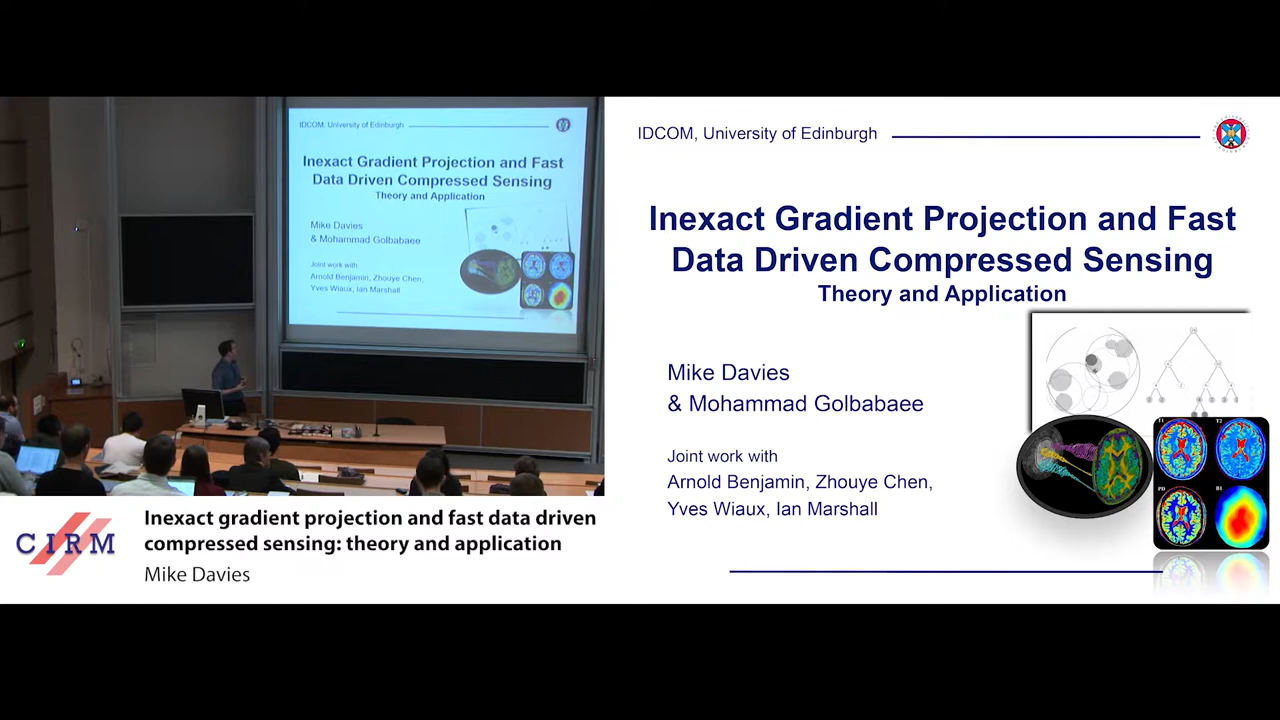 IDCOM, University of Edinburgh
Inexact Gradient Projection and Fast
Data Driven Compressed Sensing
Theory and Application
Mike Davies
& Mohammad Golbabaee
Joint work with
Arnold Benjamin, Zhouye Chen,
Yves Wiaux, Ian Marshall
IDCOM, University of Edinburgh
Inexact Gradient Projection and Fast
Data Driven Compressed Sensing
Theory and Application
Mike Davies
& Mohammad Golbabaee
Joint work with
Arnold Benjamin, Zhouye Chen,
Yves Wiaux, Ian Marshall
T1 T2
PD B1
CIRM
Inexact gradient projection and fast data driven
compressed sensing: theory and application
Mike Davies